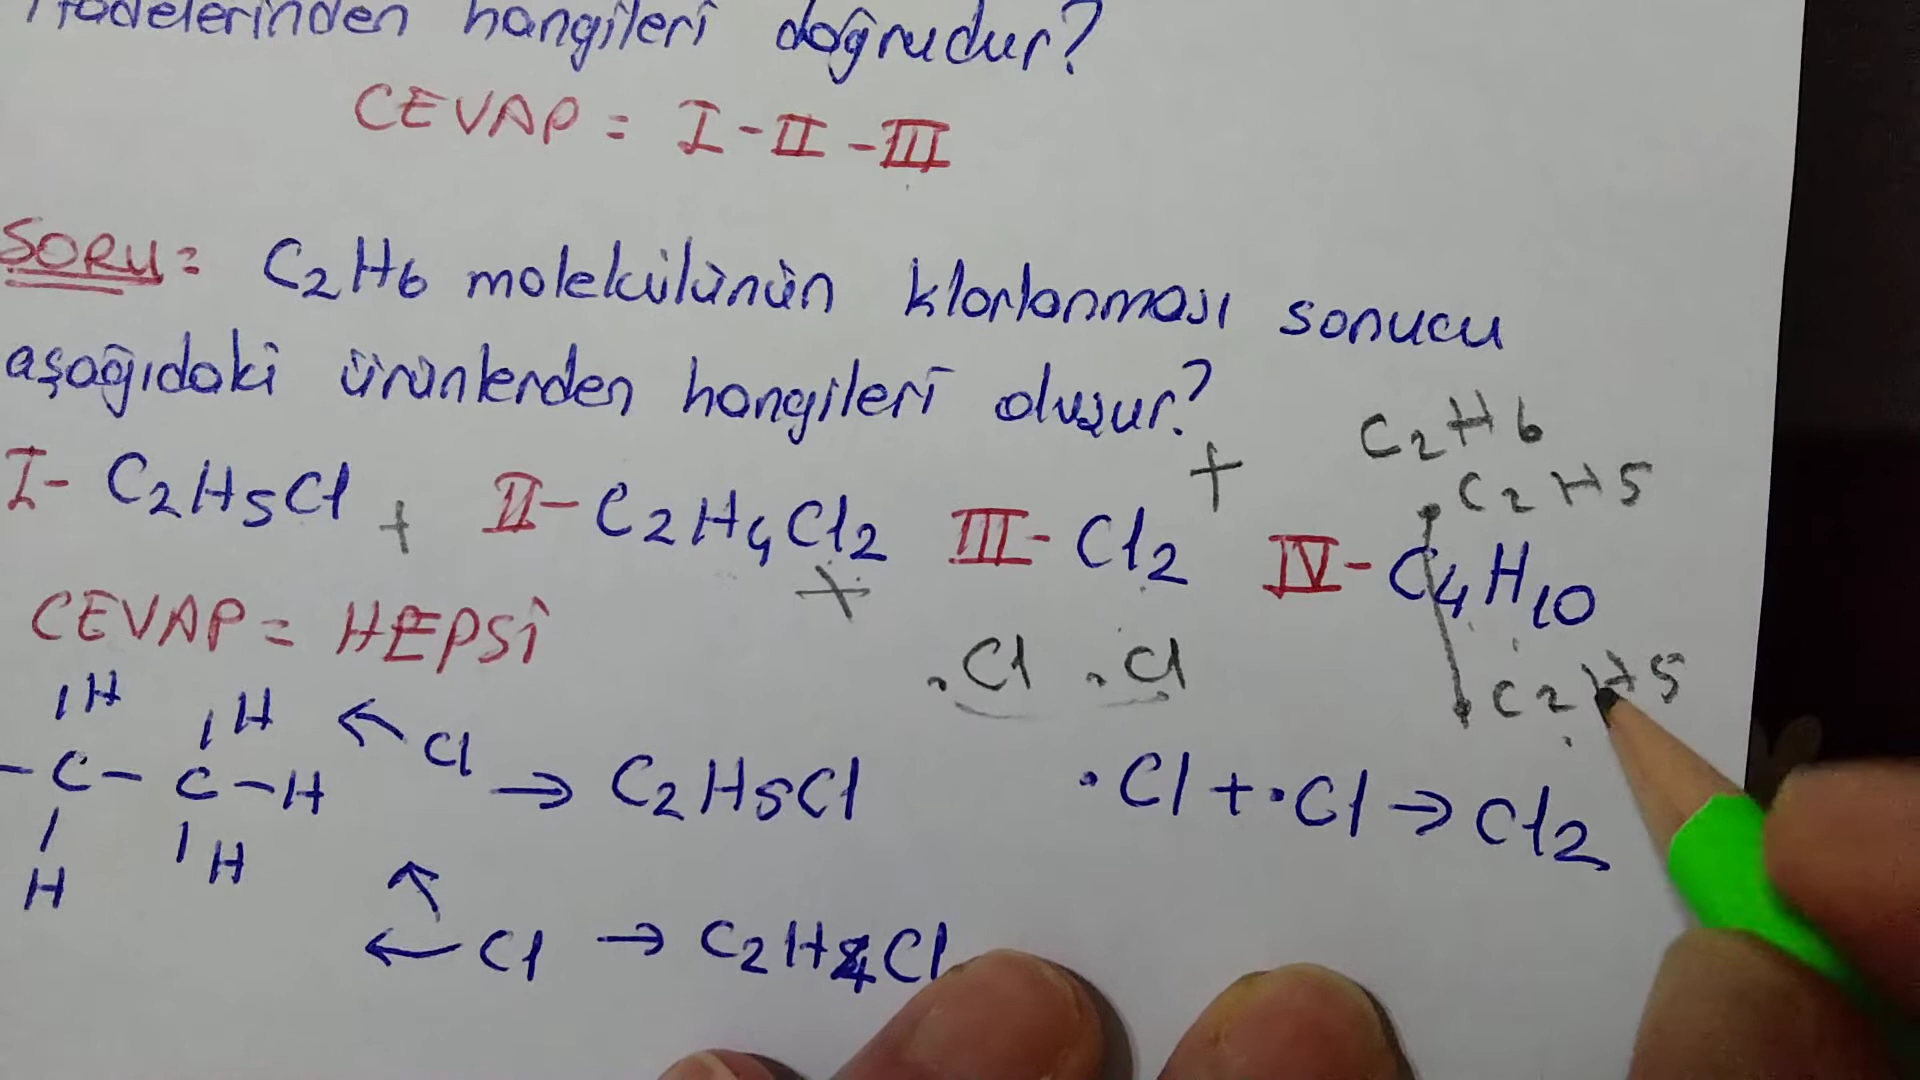 ifadelerinden hangileri doğrudur?
CEVAP = I - II - III
SORU = C2H6 molekülünün klorlanması sonucu
aşağıdaki ürünlerden hangileri oluşur?
C2H6
+ C2H5
I- C2H5Cl + II- C2H4Cl2 + III- Cl2 IV- C4H10
CEVAP = HEPSİ
.Cl .Cl C2H5
H H Cl
- C - C - H → C2H5Cl ·Cl + ·Cl → Cl2
H H
Cl → C2H4Cl